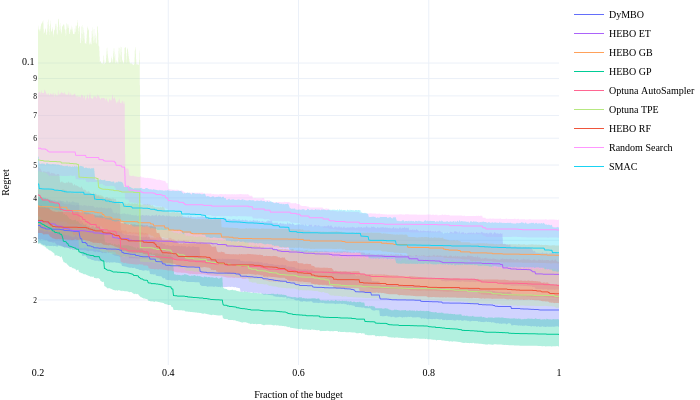 0.1
9
8
7
6
5
4
3
2
Regret
0.2
0.4
0.6
0.8
1
Fraction of the budget
DyMBO
HEBO ET
HEBO GB
HEBO GP
Optuna AutoSampler
Optuna TPE
HEBO RF
Random Search
SMAC